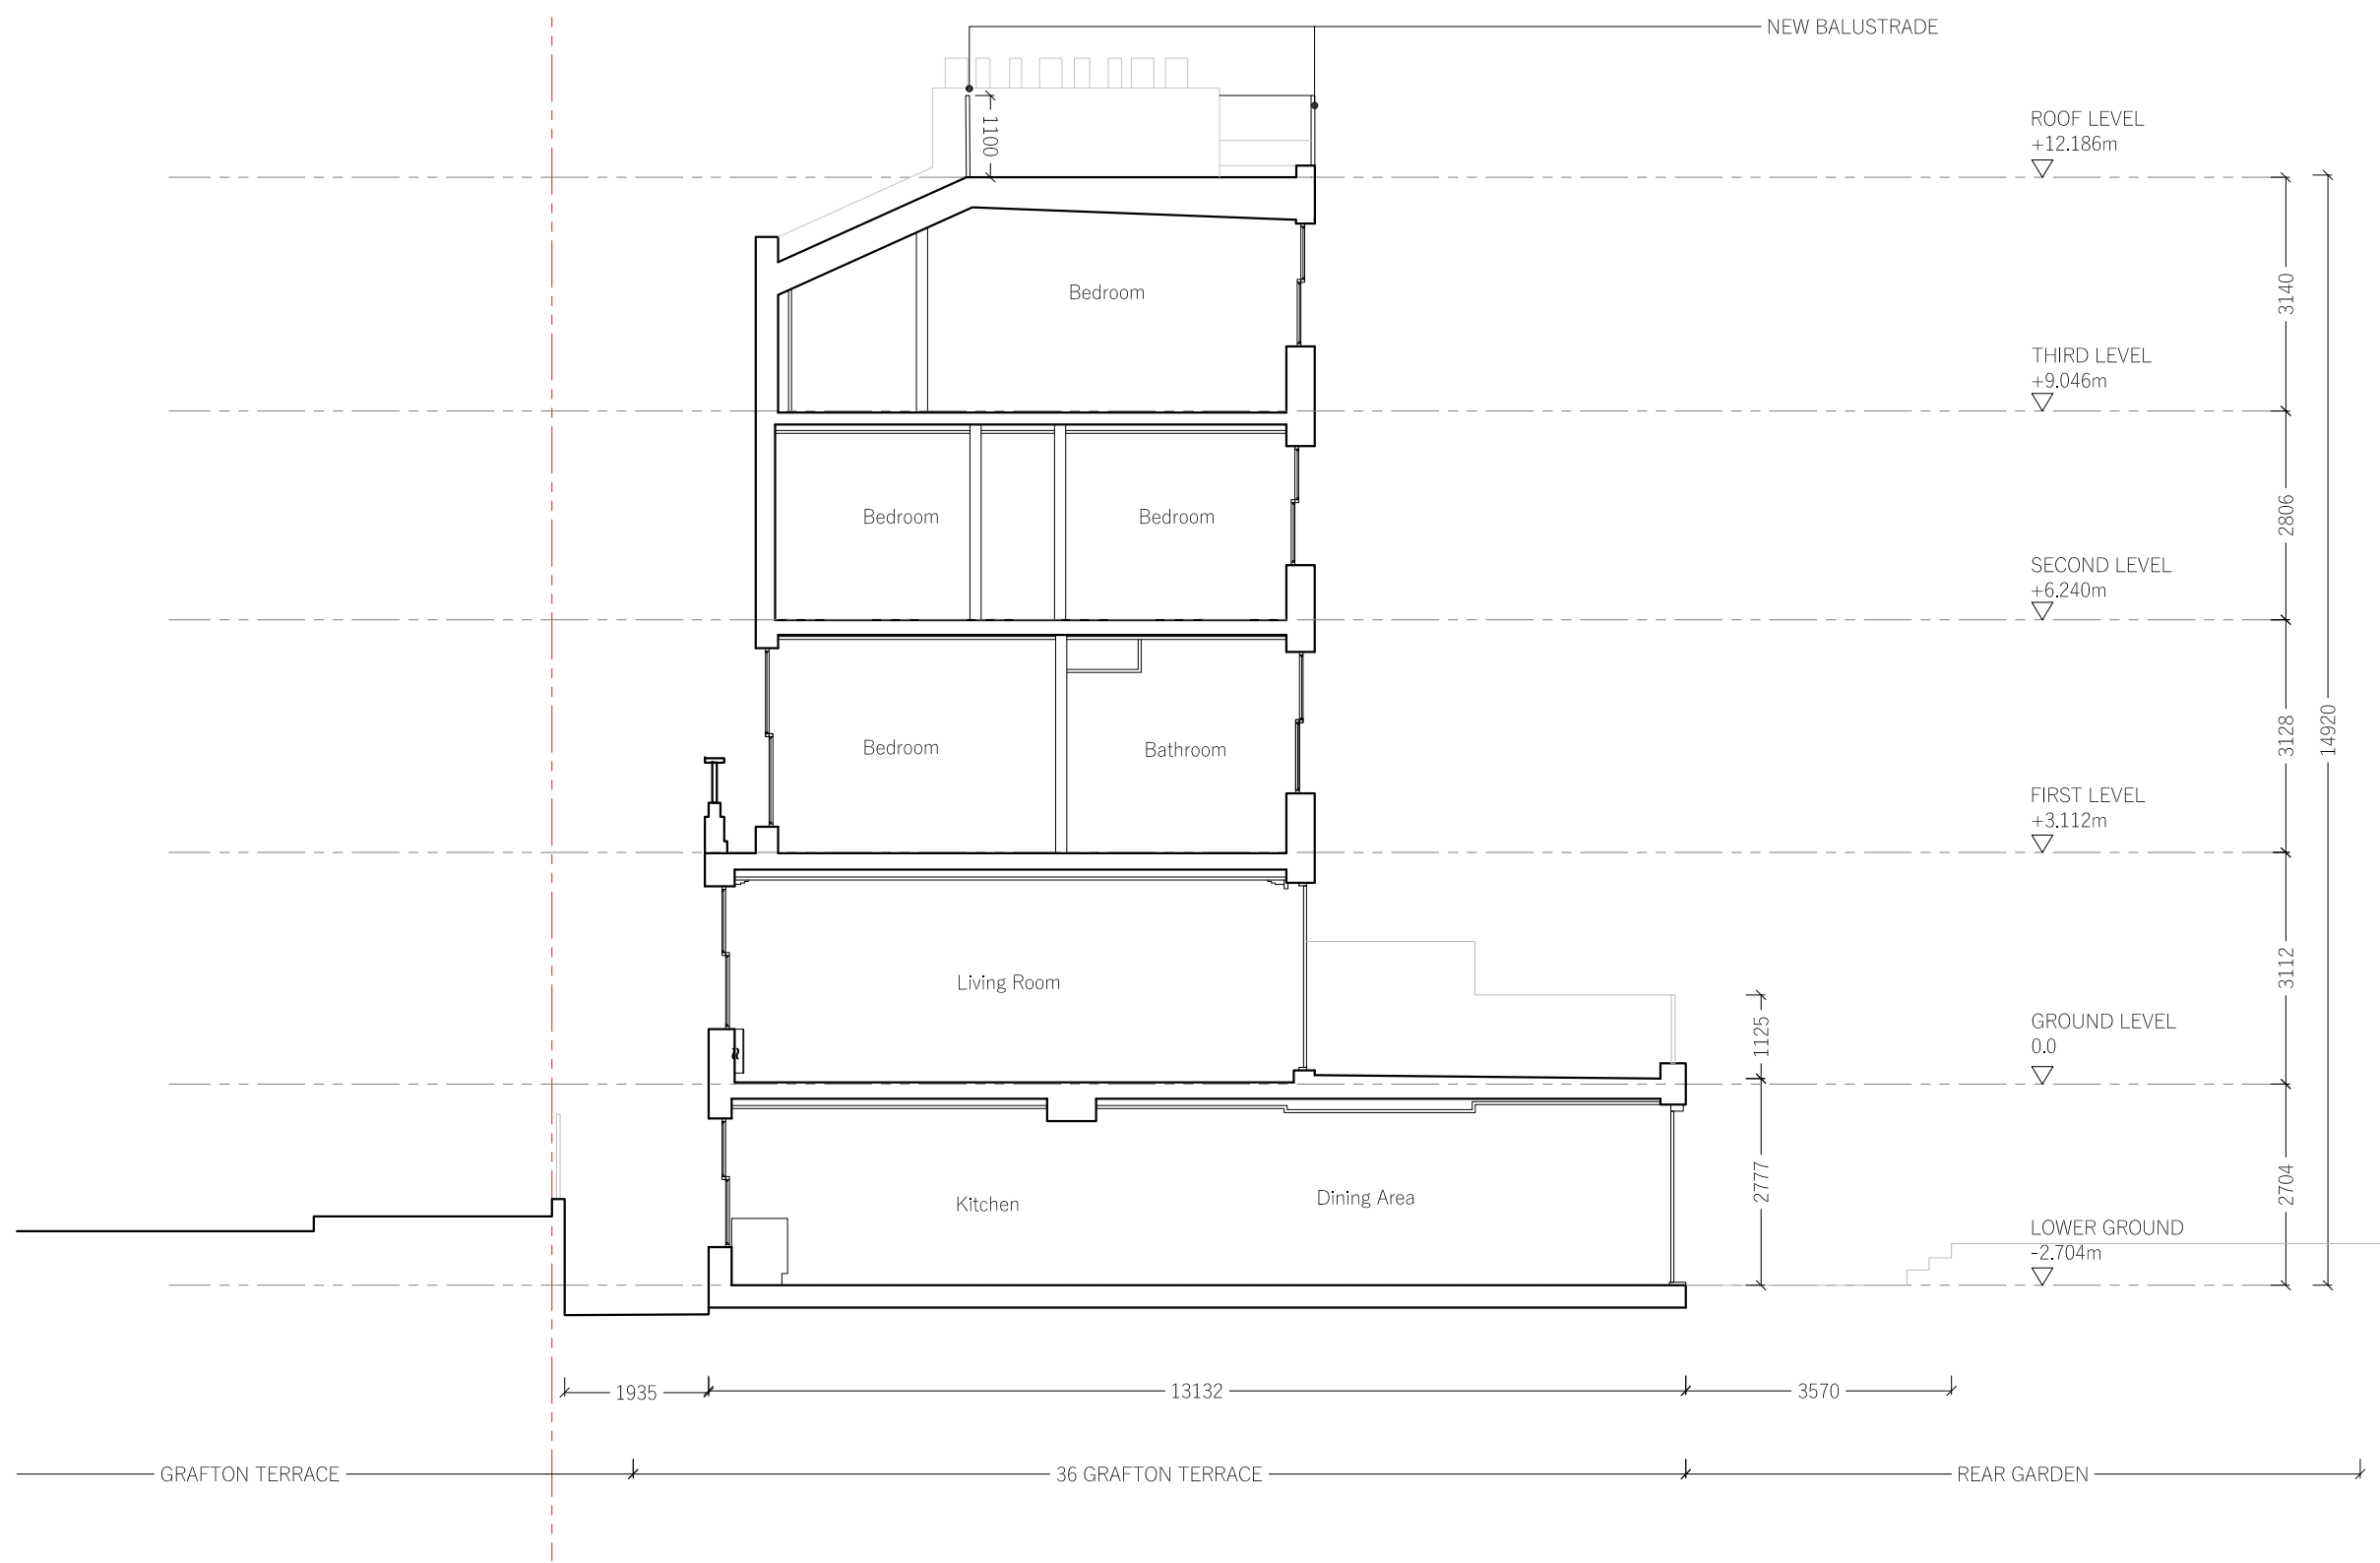 NEW BALUSTRADE
ROOF LEVEL
+12.186m
1100
Bedroom
3140
THIRD LEVEL
+9.046m
Bedroom
Bedroom
2806
SECOND LEVEL
+6.240m
Bedroom
Bathroom
3128
14920
FIRST LEVEL
+3.112m
Living Room
3112
1125
GROUND LEVEL
0.0
Kitchen
Dining Area
2777
2704
LOWER GROUND
-2.704m
1935
13132
3570
GRAFTON TERRACE
36 GRAFTON TERRACE
REAR GARDEN